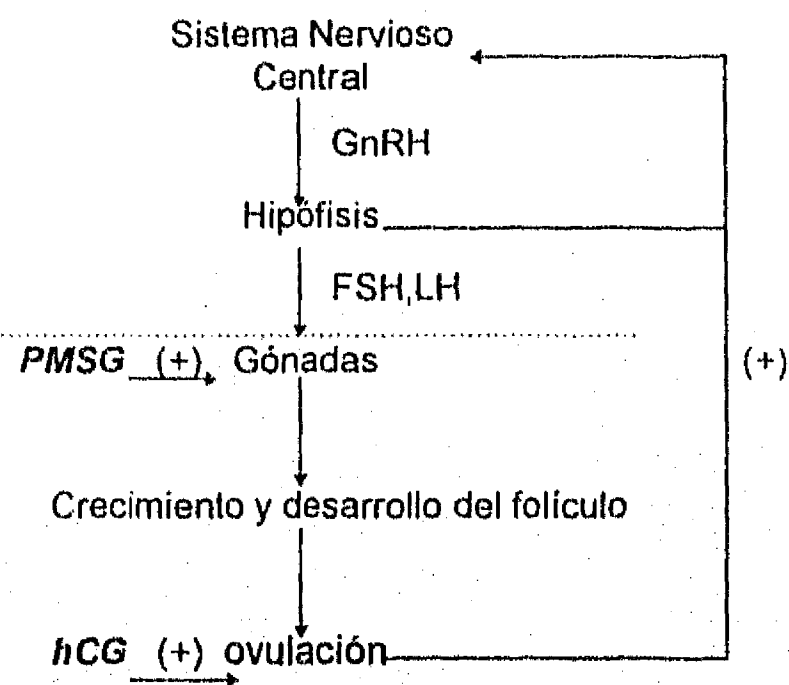 Sistema Nervioso
Central
GnRH
Hipófisis
FSH,LH
PMSG (+) Gónadas
(+)
Crecimiento y desarrollo del folículo
hCG (+) ovulación